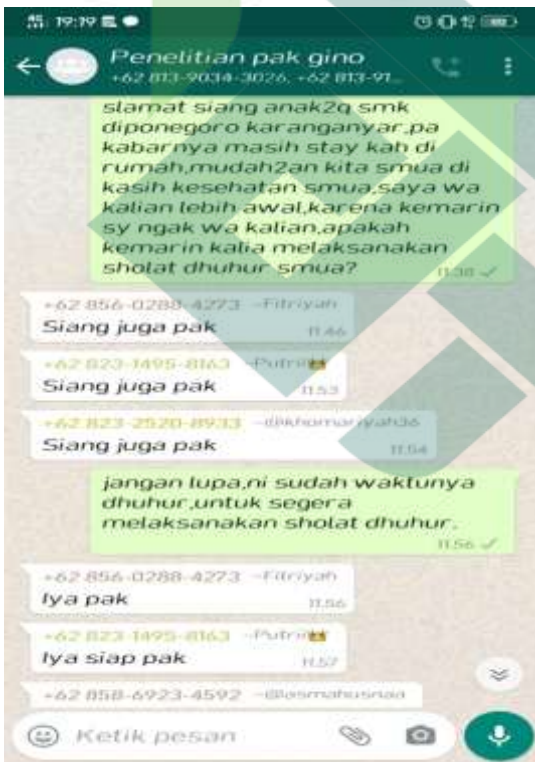 19:19
Penelitian pak gino
+62 813-9034-3026, +62 813-91...
slamat siang anak2q smk
diponegoro karanganyar,pa
kabarnya masih stay kah di
rumah,mudah2an kita smua di
kasih kesehatan smua,saya wa
kalian lebih awal,karena kemarin
sy ngak wa kalian,apakah
kemarin kalia melaksanakan
sholat dhuhur smua?
11.38
+62 856-0288-4273 ~Fitriyah
Siang juga pak
11.46
+62 823-1495-8163 ~Putri
Siang juga pak
11.53
+62 823-2520-8933 ~@khomariyah36
Siang juga pak
11.54
jangan lupa,ni sudah waktunya
dhuhur,untuk segera
melaksanakan sholat dhuhur.
11.56
+62 856-0288-4273 ~Fitriyah
Iya pak
11.56
+62 823-1495-8163 ~Putri
Iya siap pak
11.57
+62 858-6923-4592
Ketik pesan